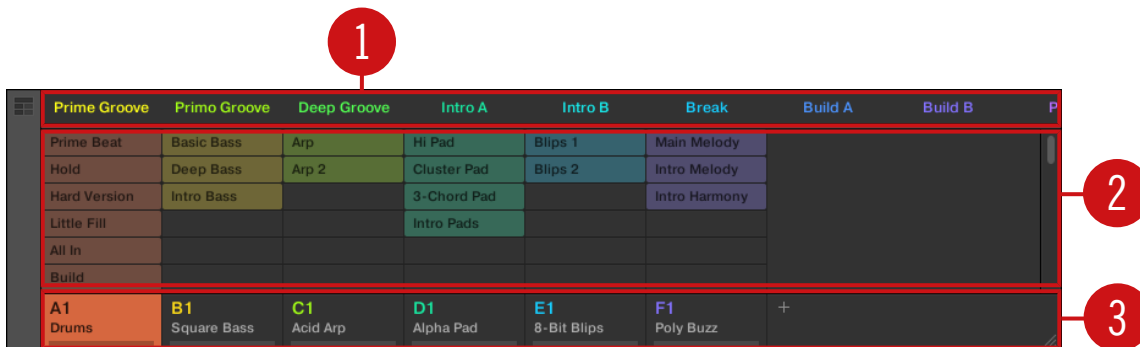 1
Prime Groove Primo Groove Deep Groove Intro A Intro B Break Build A Build B P
Prime Beat Basic Bass Arp Hi Pad Blips 1 Main Melody
Hold Deep Bass Arp 2 Cluster Pad Blips 2 Intro Melody
2
Hard Version Intro Bass 3-Chord Pad Intro Harmony
Little Fill Intro Pads
All In
Build
A1 B1 C1 D1 E1 F1 +
3
Drums Square Bass Acid Arp Alpha Pad 8-Bit Blips Poly Buzz